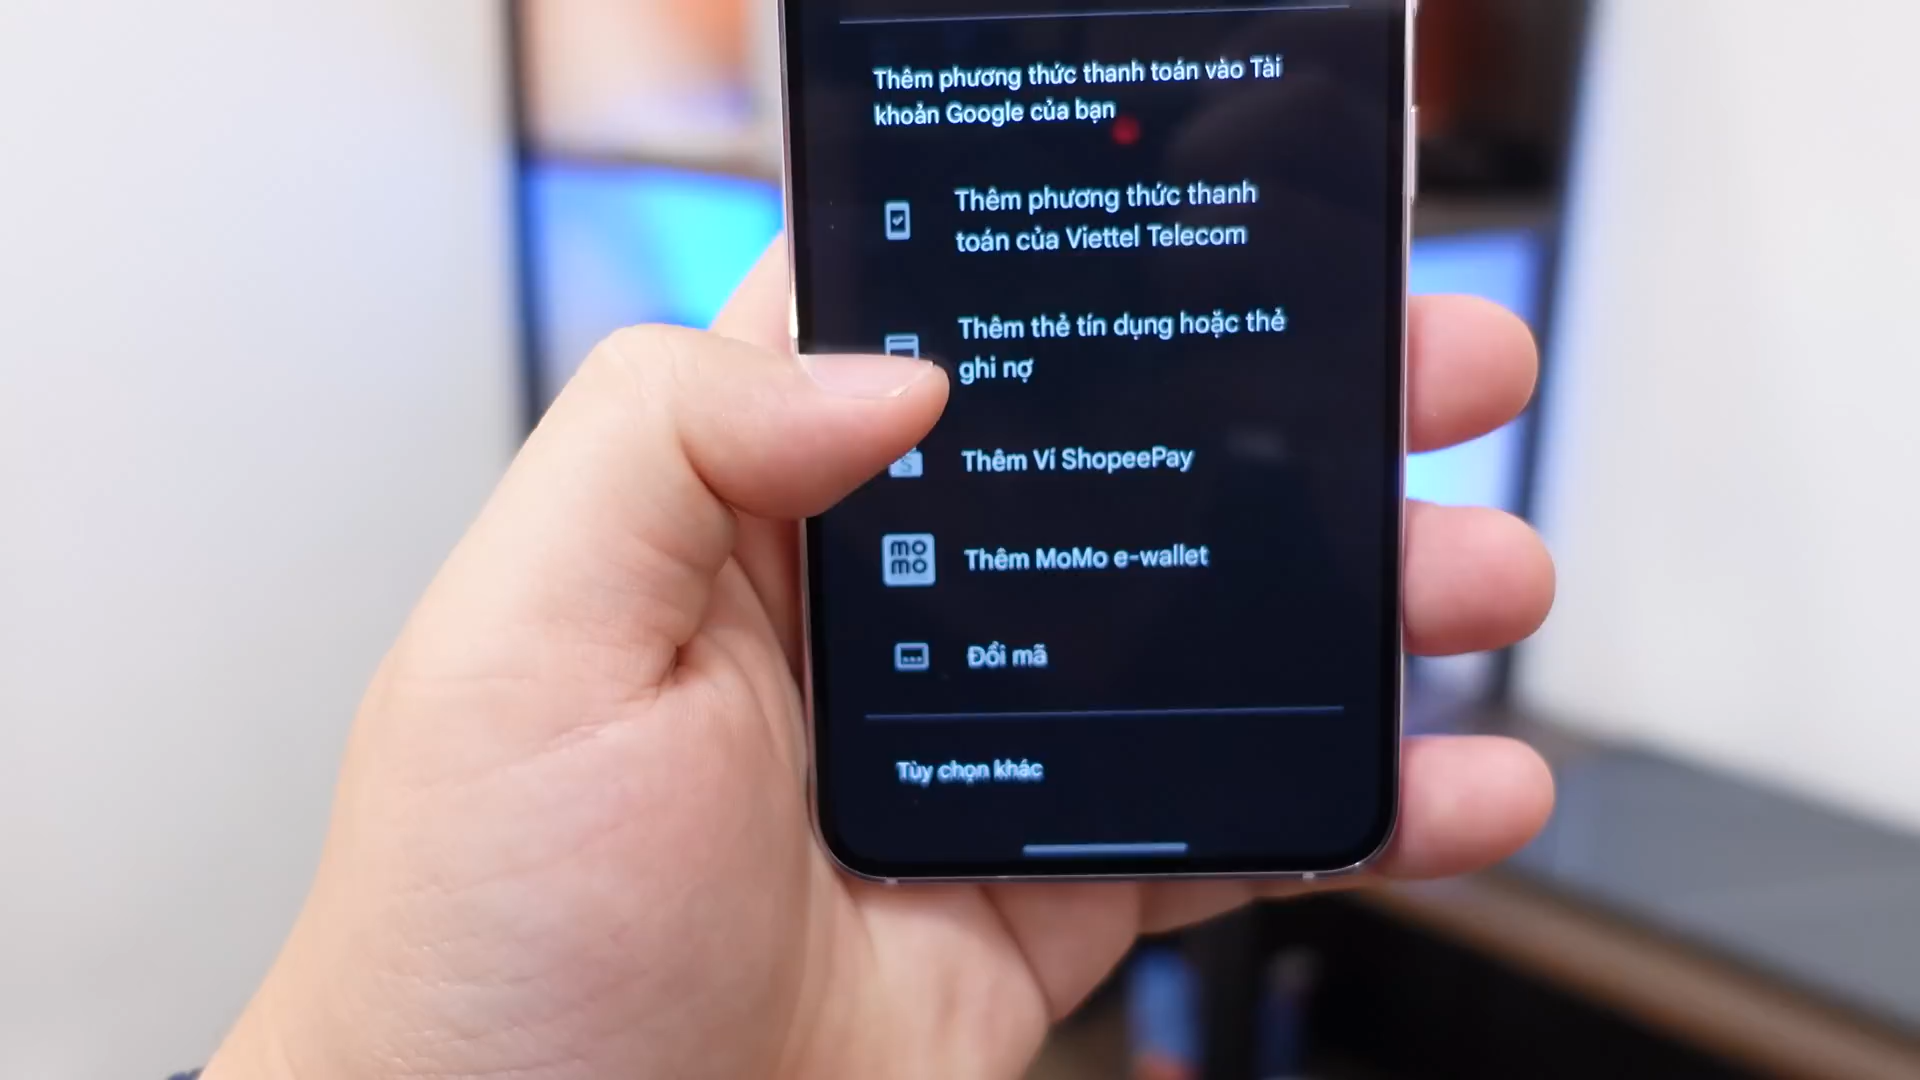 Thêm phương thức thanh toán vào Tài
khoản Google của bạn
Thêm phương thức thanh
toán của Viettel Telecom
Thêm thẻ tín dụng hoặc thẻ
ghi nợ
S
Thêm Ví ShopeePay
mo
mo
Thêm MoMo e-wallet
Đổi mã
Tùy chọn khác